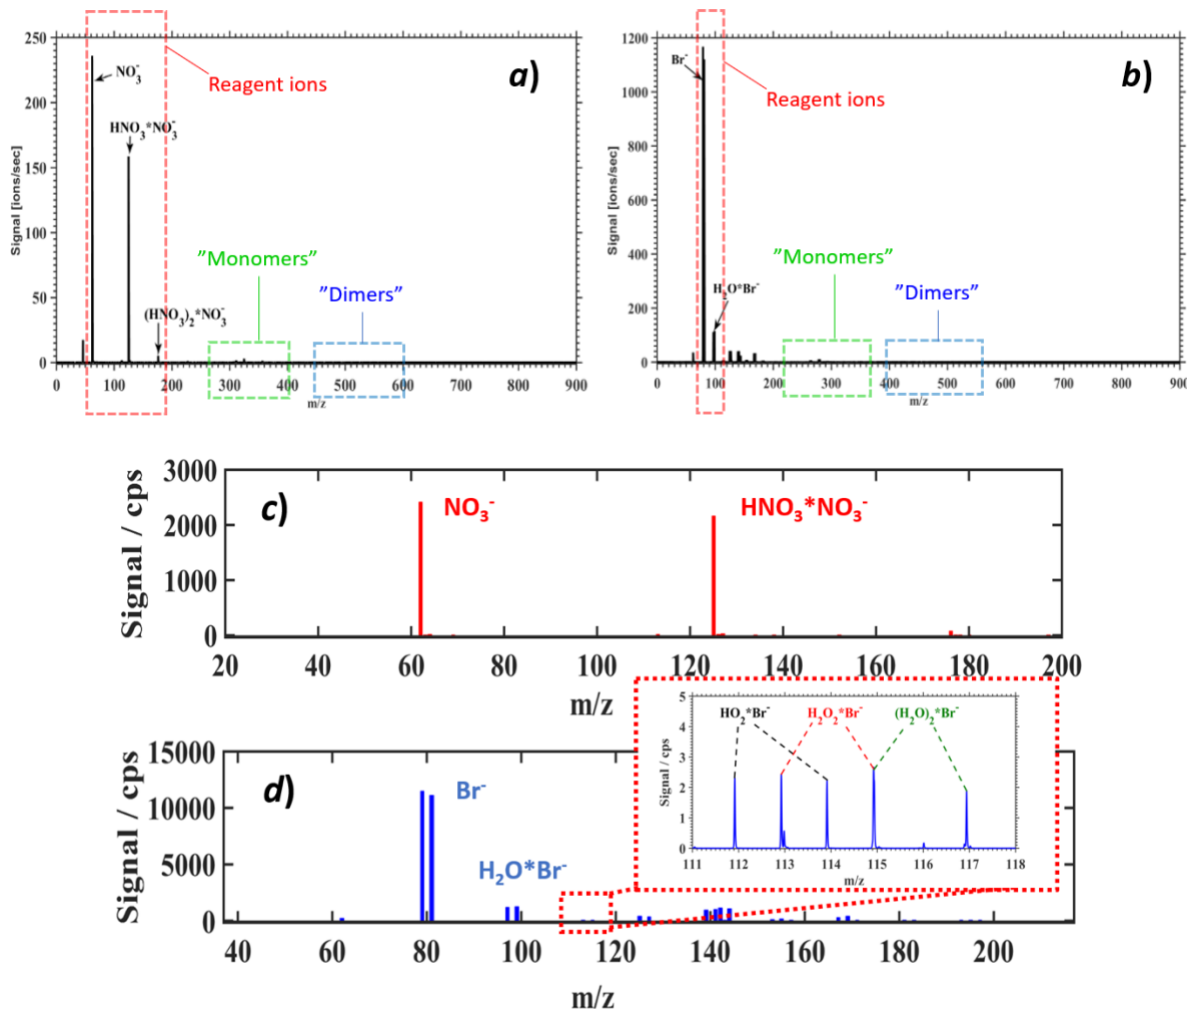 a)
Reagent ions
NO₃⁻
HNO₃*NO₃⁻
(HNO₃)₂*NO₃⁻
”Monomers”
”Dimers”
Signal [ions/sec]
250
200
150
100
50
0
0 100 200 300 400 500 600 700 800 900
m/z
b)
Reagent ions
Br⁻
H₂O*Br⁻
”Monomers”
”Dimers”
Signal [ions/sec]
1200
1000
800
600
400
200
0
0 100 200 300 400 500 600 700 800 900
m/z
c)
NO₃⁻
HNO₃*NO₃⁻
Signal / cps
3000
2000
1000
0
20 40 60 80 100 120 140 160 180 200
m/z
d)
Br⁻
H₂O*Br⁻
Signal / cps
15000
10000
5000
0
40 60 80 100 120 140 160 180 200
m/z
HO₂*Br⁻
H₂O₂*Br⁻
(H₂O)₂*Br⁻
Signal / cps
5
4
3
2
1
0
111 112 113 114 115 116 117 118
m/z